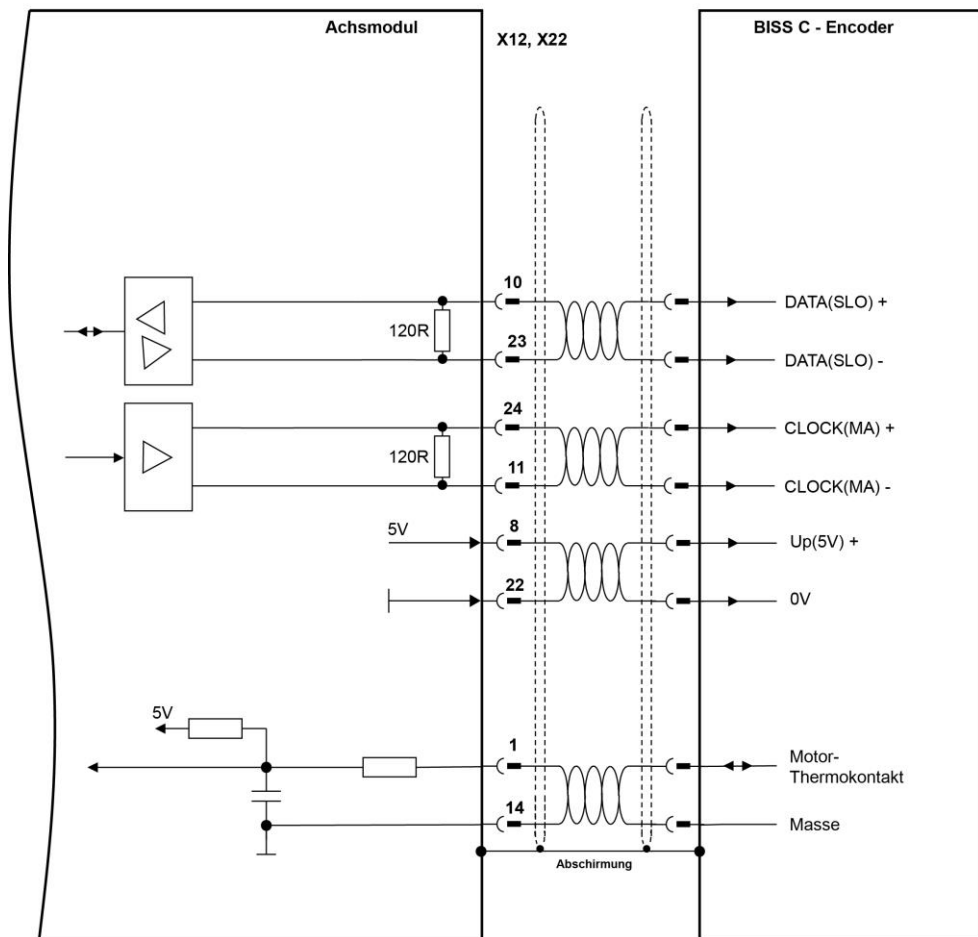 Achsmodul
X12, X22
BISS C - Encoder
10
DATA(SLO) +
120R
23
DATA(SLO) -
24
CLOCK(MA) +
120R
11
CLOCK(MA) -
5V
8
Up(5V) +
22
0V
5V
1
Motor-
Thermokontakt
14
Masse
Abschirmung